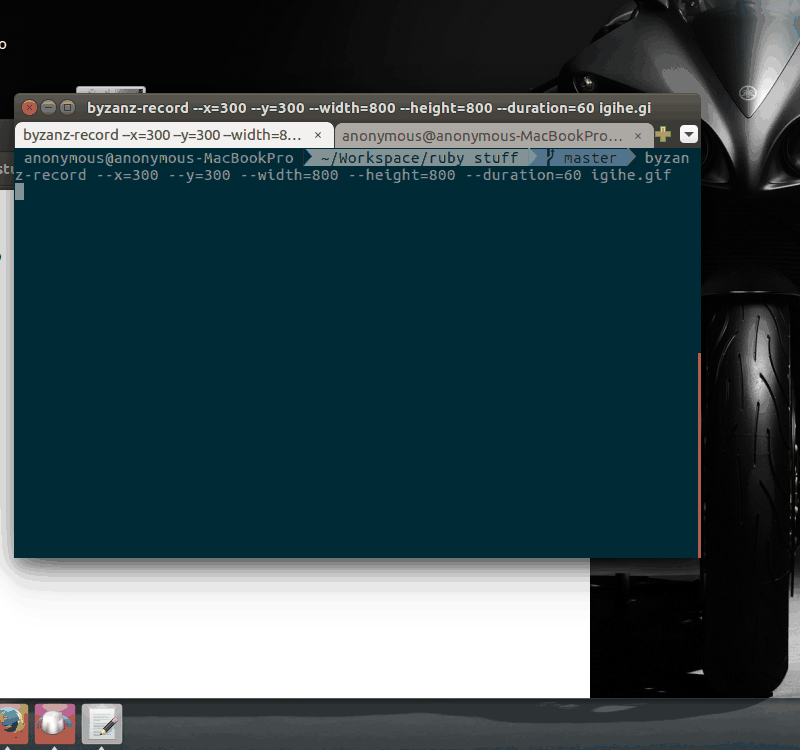 o
byzanz-record --x=300 --y=300 --width=800 --height=800 --duration=60 igihe.gi
byzanz-record --x=300 --y=300 --width=8... ×
anonymous@anonymous-MacBookPro... ×
anonymous@anonymous-MacBookPro ~/Workspace/ruby stuff master byzan
z-record --x=300 --y=300 --width=800 --height=800 --duration=60 igihe.gif